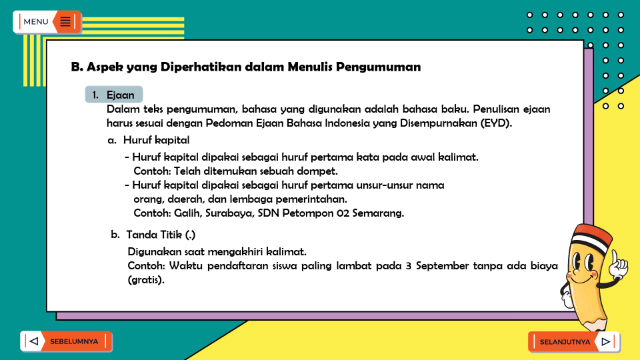 MENU
B. Aspek yang Diperhatikan dalam Menulis Pengumuman
1. Ejaan
Dalam teks pengumuman, bahasa yang digunakan adalah bahasa baku. Penulisan ejaan
harus sesuai dengan Pedoman Ejaan Bahasa Indonesia yang Disempurnakan (EYD).
a. Huruf kapital
- Huruf kapital dipakai sebagai huruf pertama kata pada awal kalimat.
Contoh: Telah ditemukan sebuah dompet.
- Huruf kapital dipakai sebagai huruf pertama unsur-unsur nama
orang, daerah, dan lembaga pemerintahan.
Contoh: Galih, Surabaya, SDN Petompon 02 Semarang.
b. Tanda Titik (.)
Digunakan saat mengakhiri kalimat.
Contoh: Waktu pendaftaran siswa paling lambat pada 3 September tanpa ada biaya
(gratis).
SEBELUMNYA
SELANJUTNYA